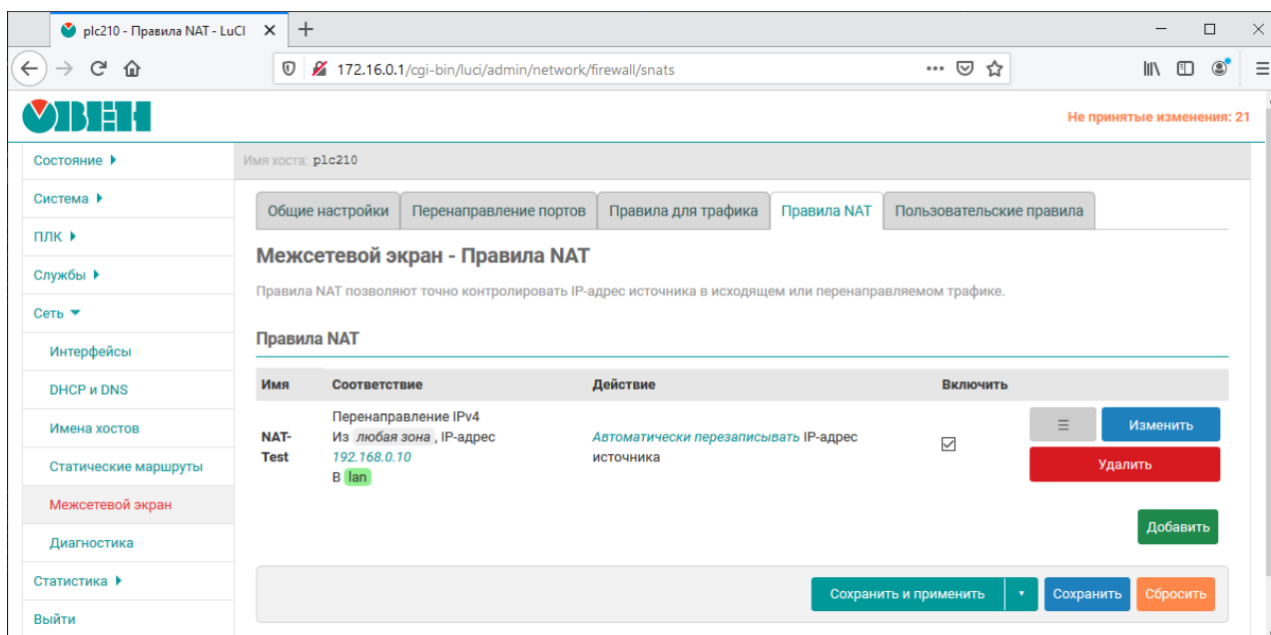 plc210 - Правила NAT - LuCI
172.16.0.1/cgi-bin/luci/admin/network/firewall/snats
ОВЕН
Не принятые изменения: 21
Имя хоста: plc210
Состояние
Система
ПЛК
Службы
Сеть
Интерфейсы
DHCP и DNS
Имена хостов
Статические маршруты
Межсетевой экран
Диагностика
Статистика
Выйти
Общие настройки
Перенаправление портов
Правила для трафика
Правила NAT
Пользовательские правила
Межсетевой экран - Правила NAT
Правила NAT позволяют точно контролировать IP-адрес источника в исходящем или перенаправляемом трафике.
Правила NAT
Имя Соответствие Действие Включить
NAT-
Test
Перенаправление IPv4
Из любая зона , IP-адрес
192.168.0.10
В lan
Автоматически перезаписывать IP-адрес
источника
Изменить
Удалить
Добавить
Сохранить и применить
Сохранить
Сбросить